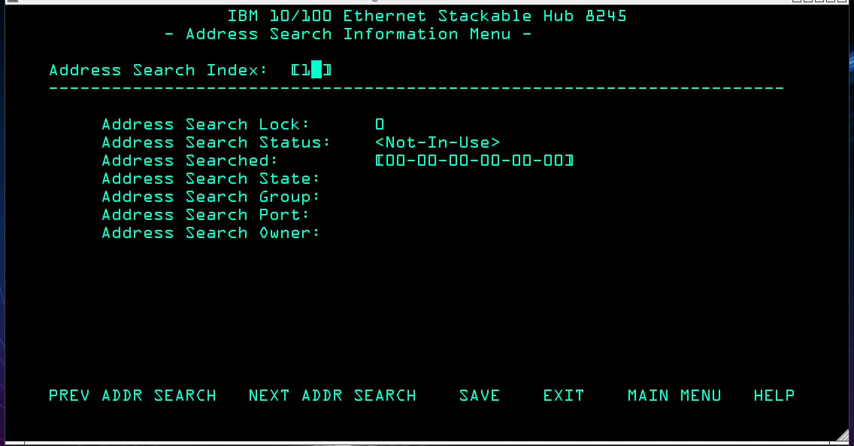 IBM 10/100 Ethernet Stackable Hub 8245
- Address Search Information Menu -
Address Search Index: [1 ]
----------------------------------------------------------------------
Address Search Lock: 0
Address Search Status: <Not-In-Use>
Address Searched: [00-00-00-00-00-00]
Address Search State:
Address Search Group:
Address Search Port:
Address Search Owner:
PREV ADDR SEARCH NEXT ADDR SEARCH SAVE EXIT MAIN MENU HELP